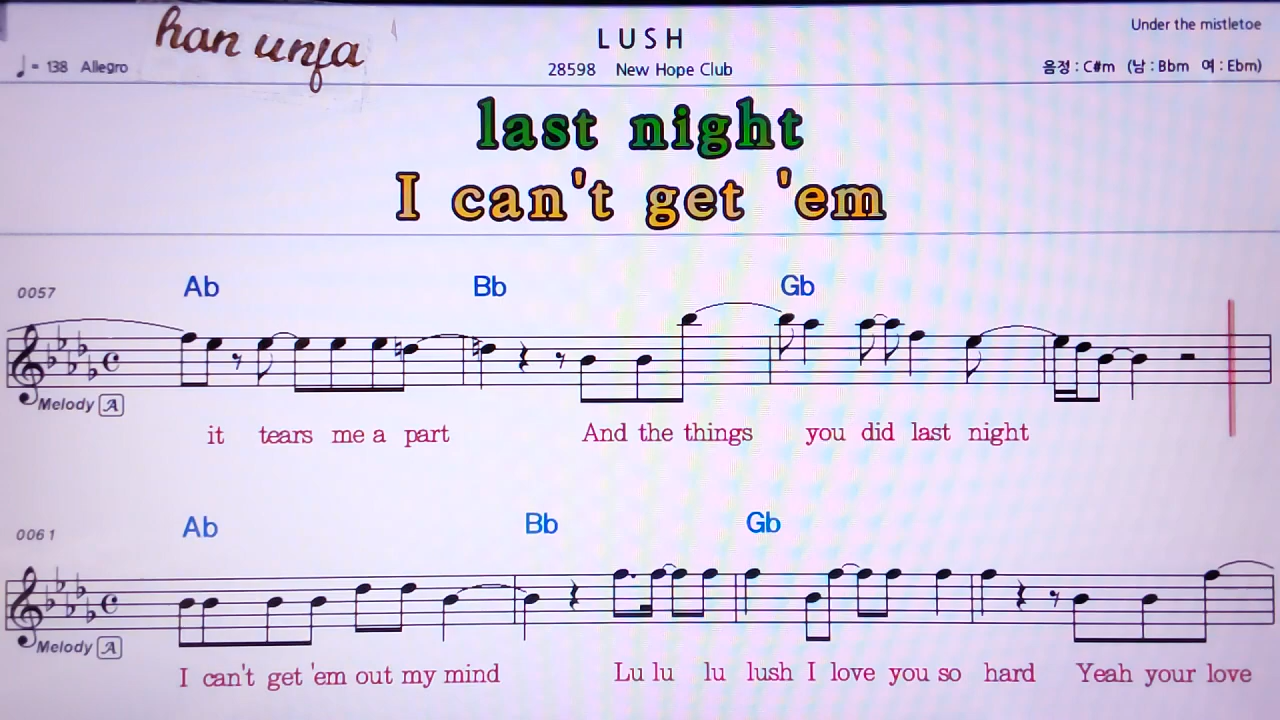 han unfa
LUSH
Under the mistletoe
♩= 138 Allegro
28598 New Hope Club
음정 : C#m (남 : Bbm 여 : Ebm)
last night
I can't get 'em
0057
Ab Bb Gb
Melody A
it tears me a part And the things you did last night
0061
Ab Bb Gb
Melody A
I can't get 'em out my mind Lu lu lu lush I love you so hard Yeah your love